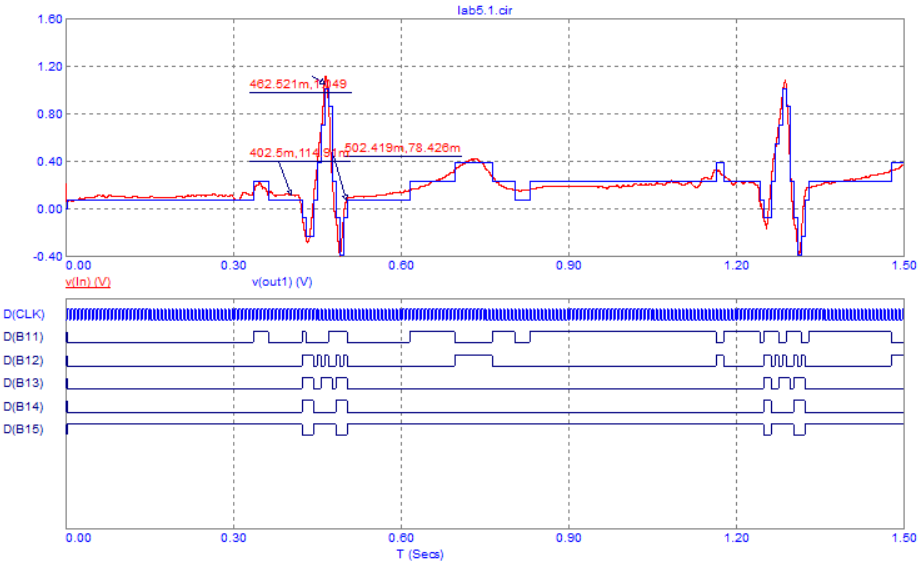 lab5.1.cir
1.60
1.20
0.80
0.40
0.00
-0.40
462.521m,1.049
402.5m,114.91m
502.419m,78.426m
0.00 0.30 0.60 0.90 1.20 1.50
v(In) (V) v(out1) (V)
D(CLK)
D(B11)
D(B12)
D(B13)
D(B14)
D(B15)
0.00 0.30 0.60 0.90 1.20 1.50
T (Secs)